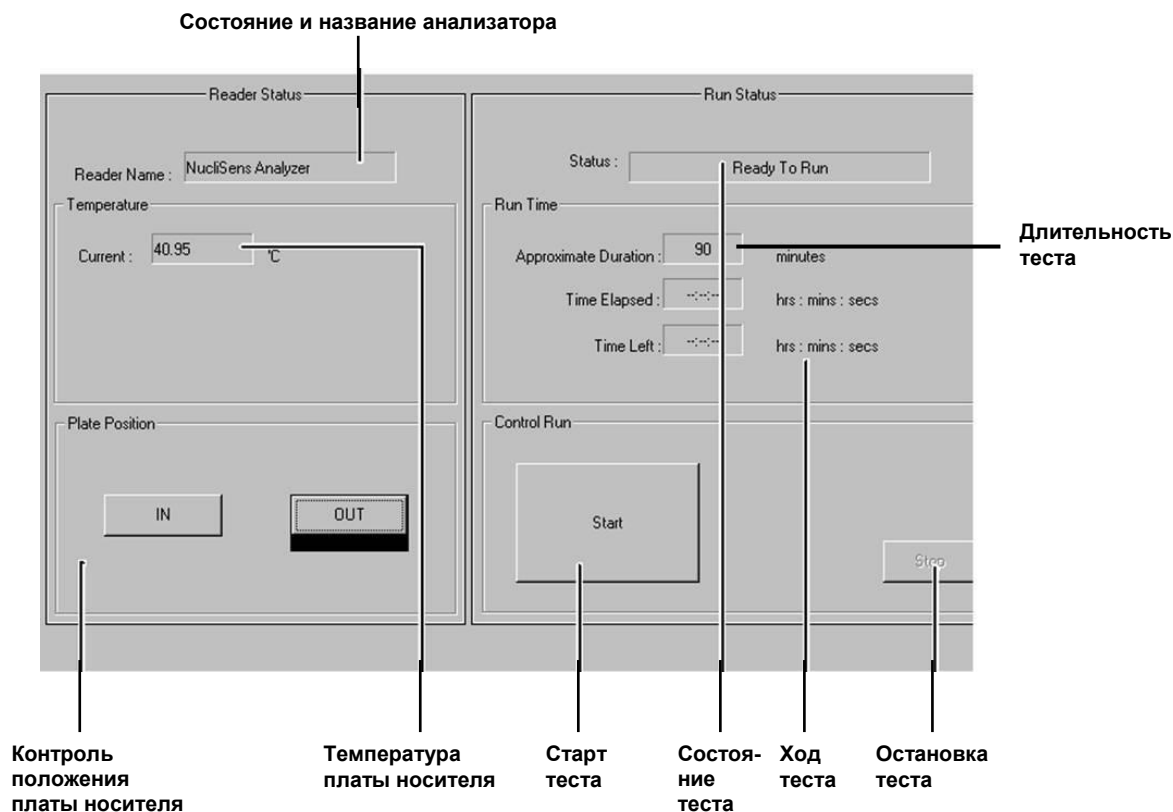 Состояние и название анализатора
Reader Status
Run Status
Reader Name : NucliSens Analyzer
Status : Ready To Run
Temperature
Run Time
Current : 40.95 °C
Approximate Duration : 90 minutes
Длительность
теста
Time Elapsed : --:--:-- hrs : mins : secs
Time Left : --:--:-- hrs : mins : secs
Plate Position
Control Run
IN
OUT
Start
Stop
Контроль
положения
платы носителя
Температура
платы носителя
Старт
теста
Состоя-
ние
теста
Ход
теста
Остановка
теста